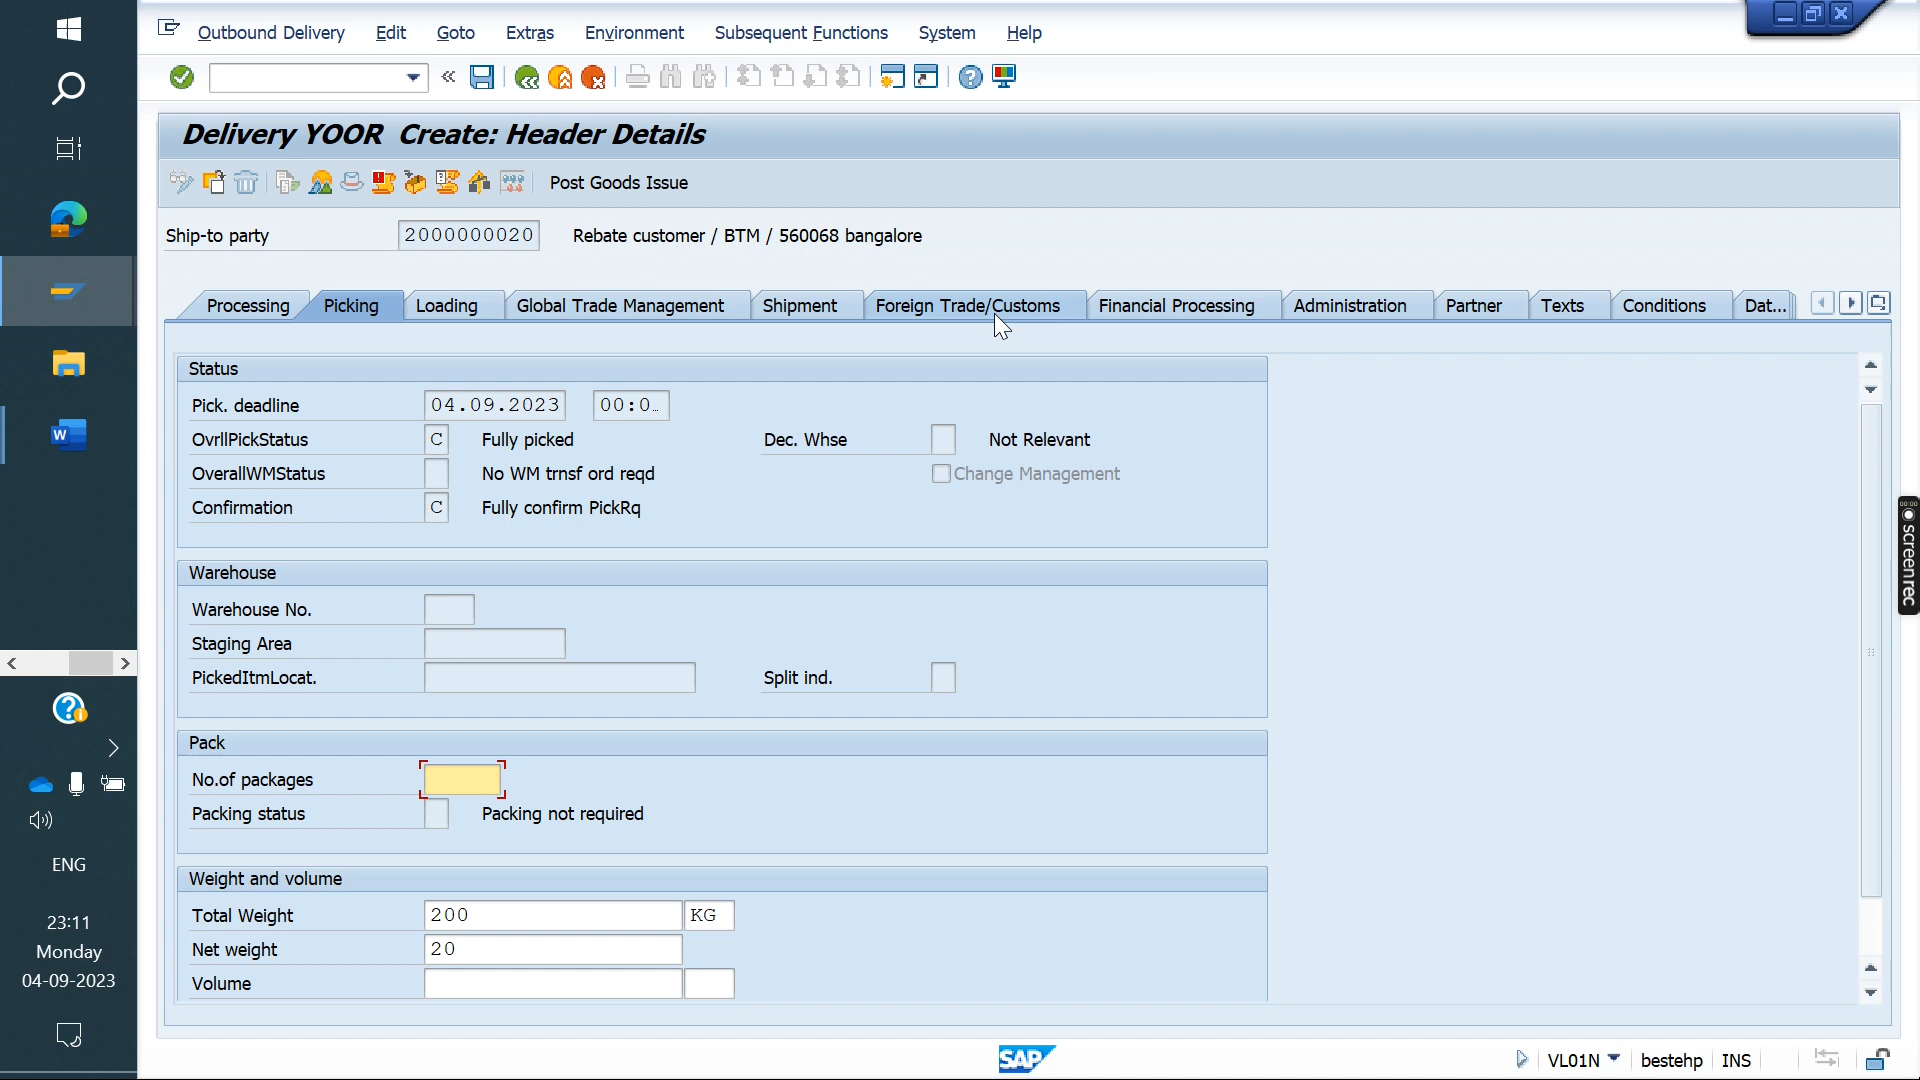 Outbound Delivery Edit Goto Extras Environment Subsequent Functions System Help
Delivery YOOR Create: Header Details
Post Goods Issue
Ship-to party 2000000020 Rebate customer / BTM / 560068 bangalore
Processing Picking Loading Global Trade Management Shipment Foreign Trade/Customs Financial Processing Administration Partner Texts Conditions Dat...
Status
Pick. deadline 04.09.2023 00:0…
OvrllPickStatus C Fully picked Dec. Whse Not Relevant
OverallWMStatus No WM trnsf ord reqd Change Management
Confirmation C Fully confirm PickRq
Warehouse
Warehouse No.
Staging Area
PickedItmLocat. Split ind.
Pack
No.of packages
Packing status Packing not required
Weight and volume
Total Weight 200 KG
Net weight 20
Volume
SAP VL01N bestehp INS
W
ENG
23:11
Monday
04-09-2023
00:00
screenrec